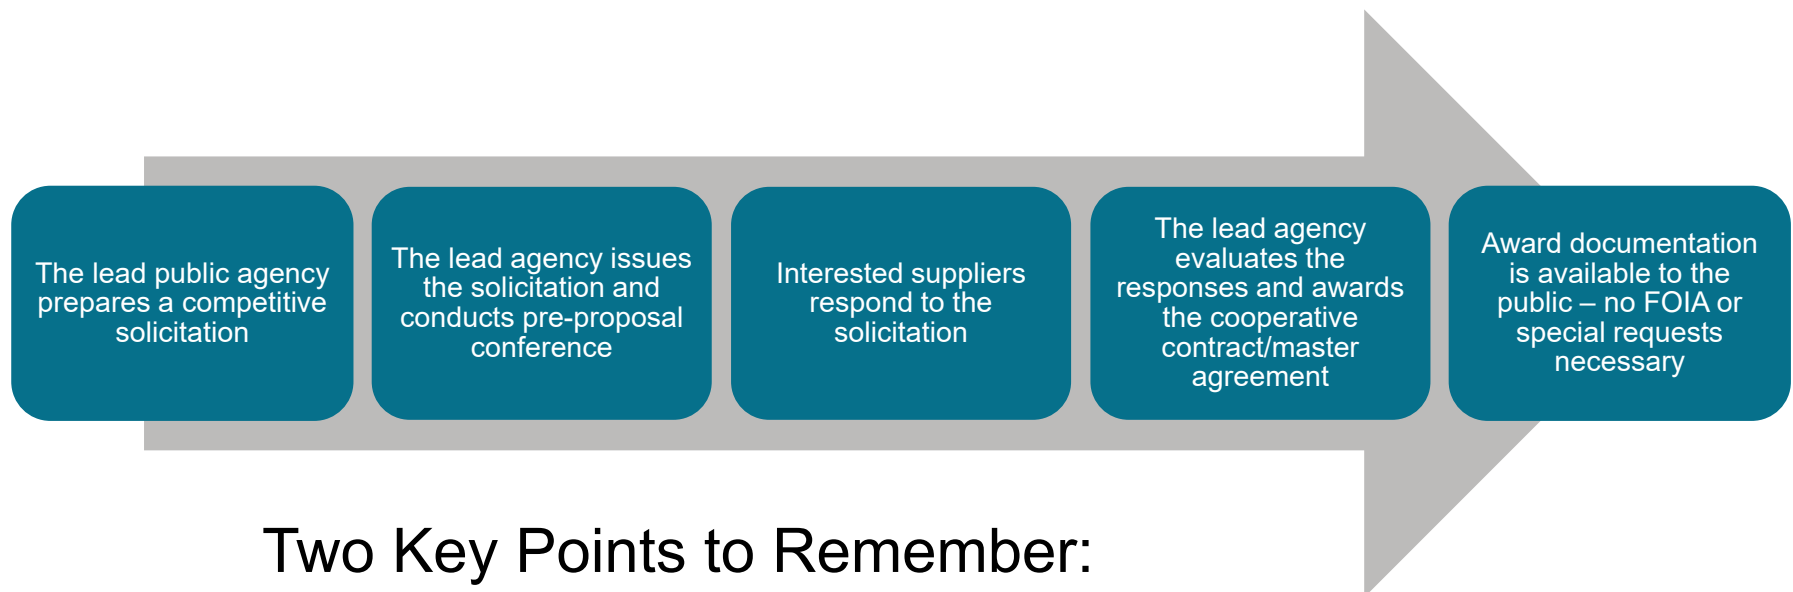 The lead public agency
prepares a competitive
solicitation
The lead agency issues
the solicitation and
conducts pre-proposal
conference
Interested suppliers
respond to the
solicitation
The lead agency
evaluates the
responses and awards
the cooperative
contract/master
agreement
Award documentation
is available to the
public – no FOIA or
special requests
necessary
Two Key Points to Remember: